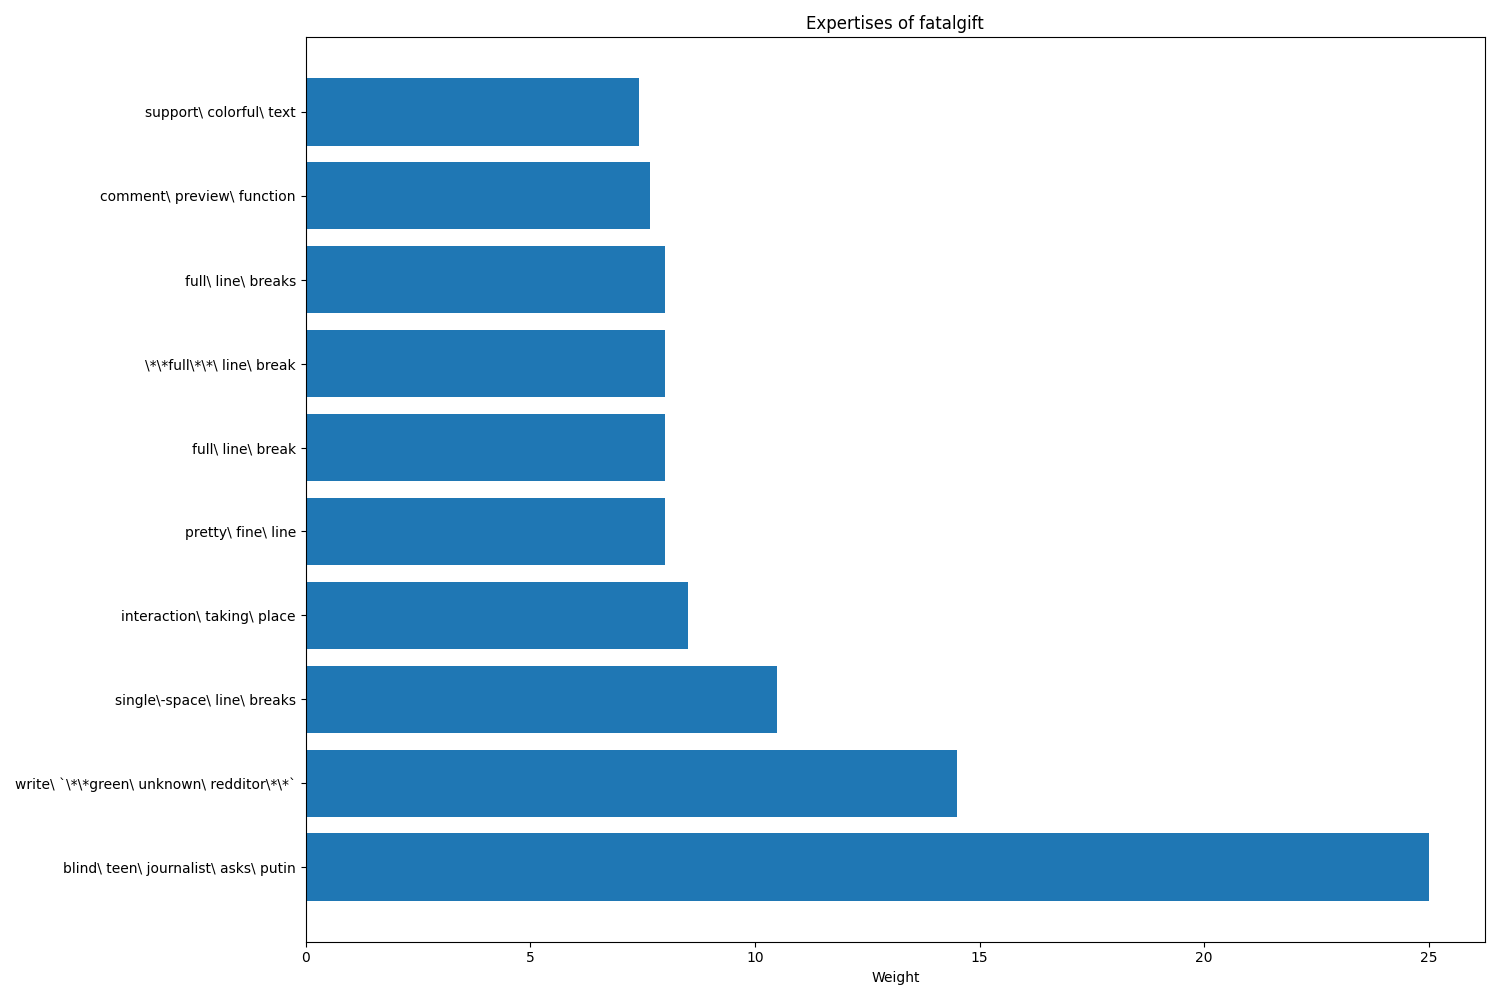 Expertises of fatalgift
support\ colorful\ text
comment\ preview\ function
full\ line\ breaks
\*\*full\*\*\ line\ break
full\ line\ break
pretty\ fine\ line
interaction\ taking\ place
single\-space\ line\ breaks
write\ `\*\*green\ unknown\ redditor\*\*`
blind\ teen\ journalist\ asks\ putin
0 5 10 15 20 25
Weight